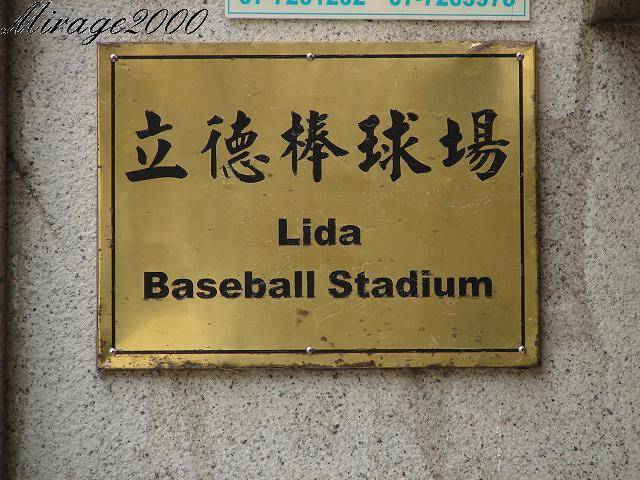 Mirage2000
立德棒球場
Lida
Baseball Stadium